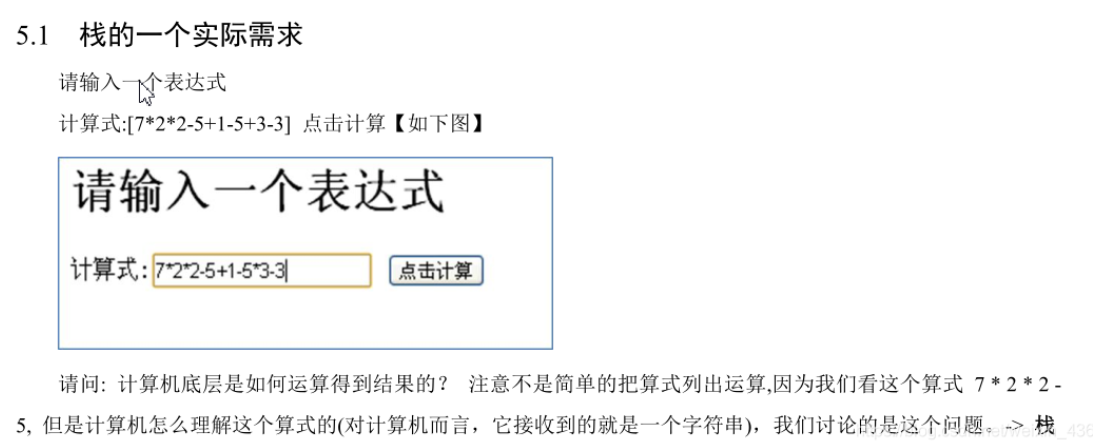 5.1 栈的一个实际需求
请输入一个表达式
计算式:[7*2*2-5+1-5+3-3] 点击计算【如下图】
请输入一个表达式
计算式: 7*2*2-5+1-5*3-3 点击计算
请问: 计算机底层是如何运算得到结果的? 注意不是简单的把算式列出运算,因为我们看这个算式 7 * 2 * 2 -
5, 但是计算机怎么理解这个算式的(对计算机而言，它接收到的就是一个字符串)，我们讨论的是这个问题。-> 栈